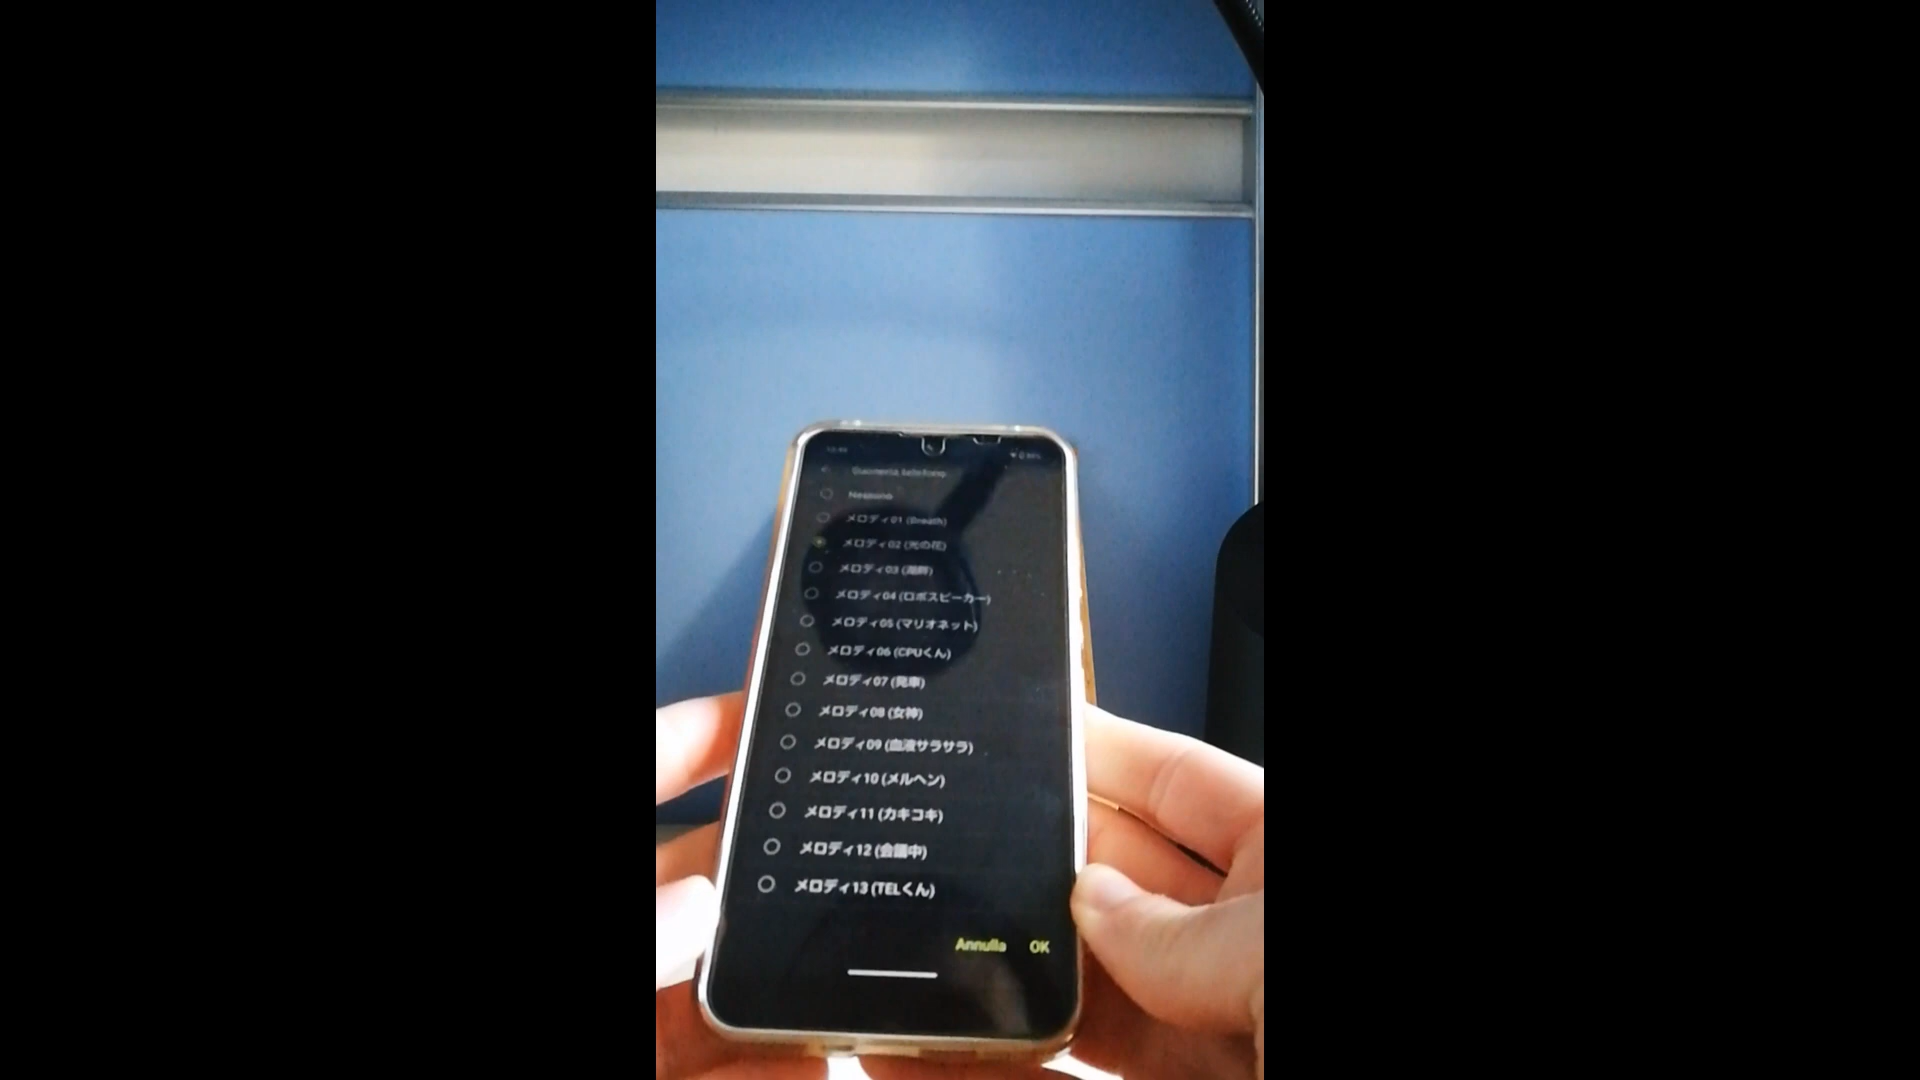 Suoneria telefono
Nessuno
メロディ01 (Breath)
メロディ02 (光の花)
メロディ03 (湖畔)
メロディ04 (ロボスピーカー)
メロディ05 (マリオネット)
メロディ06 (CPUくん)
メロディ07 (発車)
メロディ08 (女神)
メロディ09 (血液サラサラ)
メロディ10 (メルヘン)
メロディ11 (カキコキ)
メロディ12 (会議中)
メロディ13 (TELくん)
Annulla OK